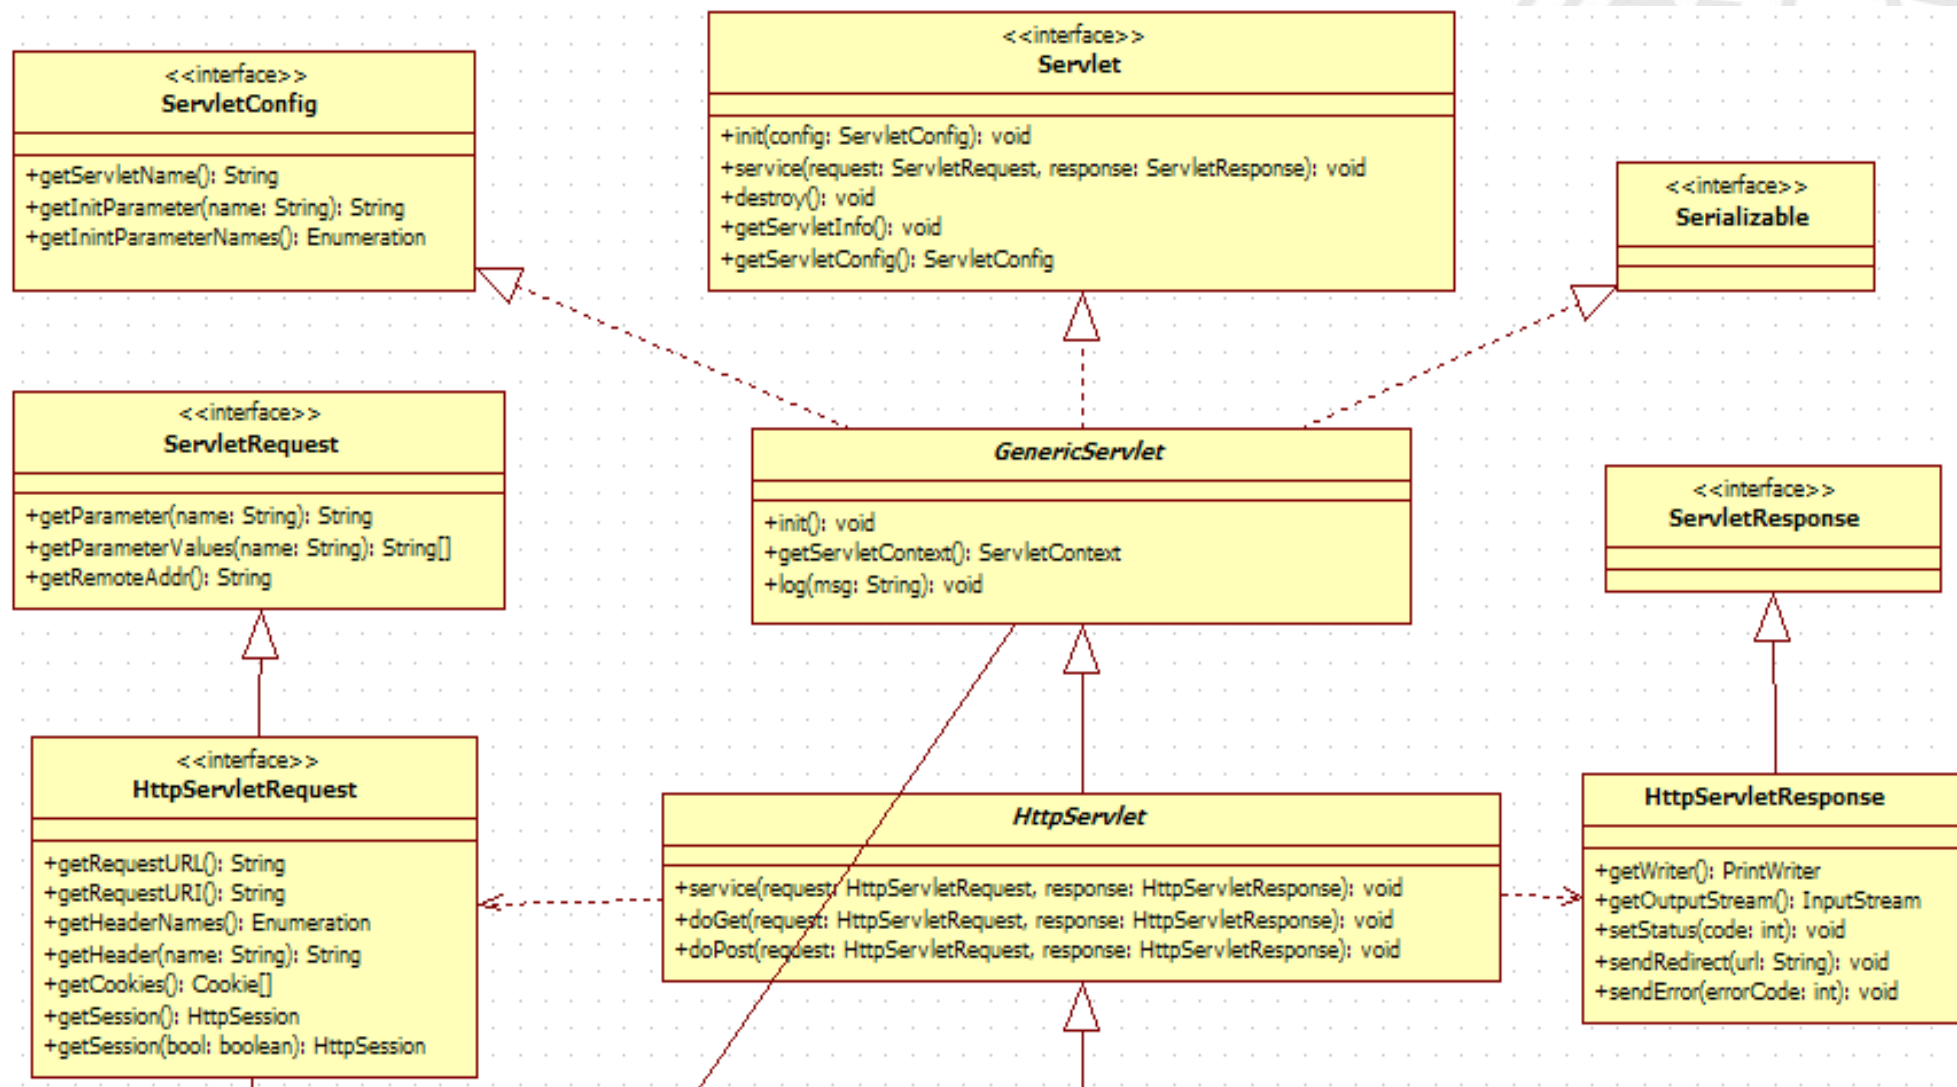 <<interface>>
ServletConfig
+getServletName(): String
+getInitParameter(name: String): String
+getInintParameterNames(): Enumeration
<<interface>>
Servlet
+init(config: ServletConfig): void
+service(request: ServletRequest, response: ServletResponse): void
+destroy(): void
+getServletInfo(): void
+getServletConfig(): ServletConfig
<<interface>>
Serializable
<<interface>>
ServletRequest
+getParameter(name: String): String
+getParameterValues(name: String): String[]
+getRemoteAddr(): String
GenericServlet
+init(): void
+getServletContext(): ServletContext
+log(msg: String): void
<<interface>>
ServletResponse
<<interface>>
HttpServletRequest
+getRequestURL(): String
+getRequestURI(): String
+getHeaderNames(): Enumeration
+getHeader(name: String): String
+getCookies(): Cookie[]
+getSession(): HttpSession
+getSession(bool: boolean): HttpSession
HttpServlet
+service(request: HttpServletRequest, response: HttpServletResponse): void
+doGet(request: HttpServletRequest, response: HttpServletResponse): void
+doPost(request: HttpServletRequest, response: HttpServletResponse): void
HttpServletResponse
+getWriter(): PrintWriter
+getOutputStream(): InputStream
+setStatus(code: int): void
+sendRedirect(url: String): void
+sendError(errorCode: int): void